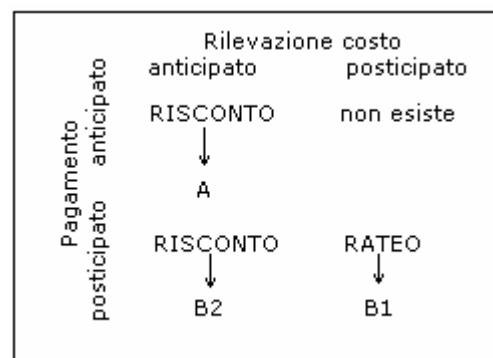 Rilevazione costo
anticipato posticipato
Pagamento
anticipato
RISCONTO non esiste
A
posticipato
RISCONTO RATEO
B2 B1